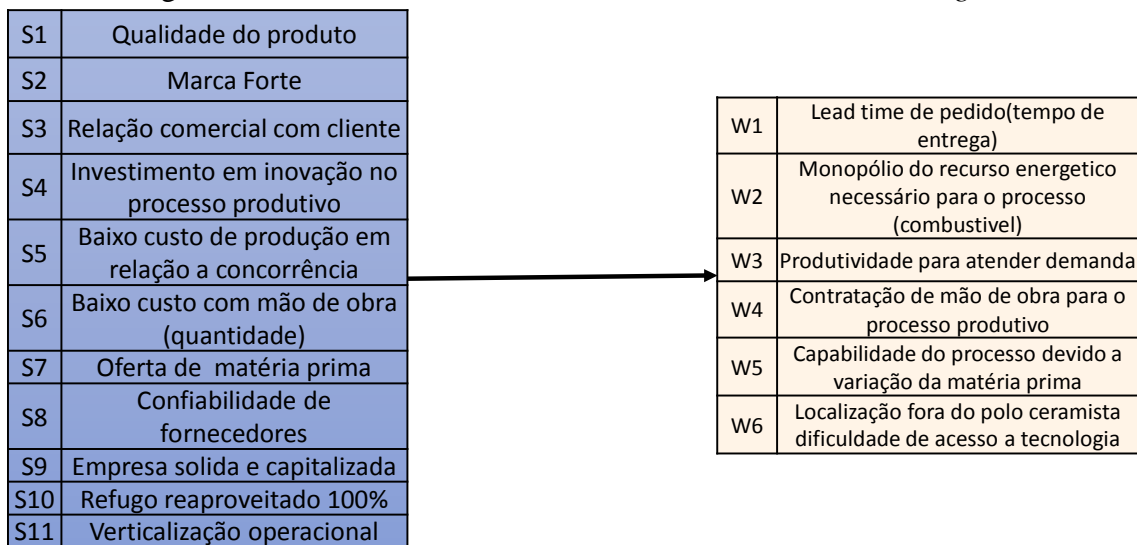 S1 Qualidade do produto
S2 Marca Forte
S3 Relação comercial com cliente
S4 Investimento em inovação no
processo produtivo
S5 Baixo custo de produção em
relação a concorrência
S6 Baixo custo com mão de obra
(quantidade)
S7 Oferta de matéria prima
S8 Confiabilidade de
fornecedores
S9 Empresa solida e capitalizada
S10 Refugo reaproveitado 100%
S11 Verticalização operacional
W1 Lead time de pedido(tempo de
entrega)
W2 Monopólio do recurso energetico
necessário para o processo
(combustivel)
W3 Produtividade para atender demanda
W4 Contratação de mão de obra para o
processo produtivo
W5 Capabilidade do processo devido a
variação da matéria prima
W6 Localização fora do polo ceramista
dificuldade de acesso a tecnologia